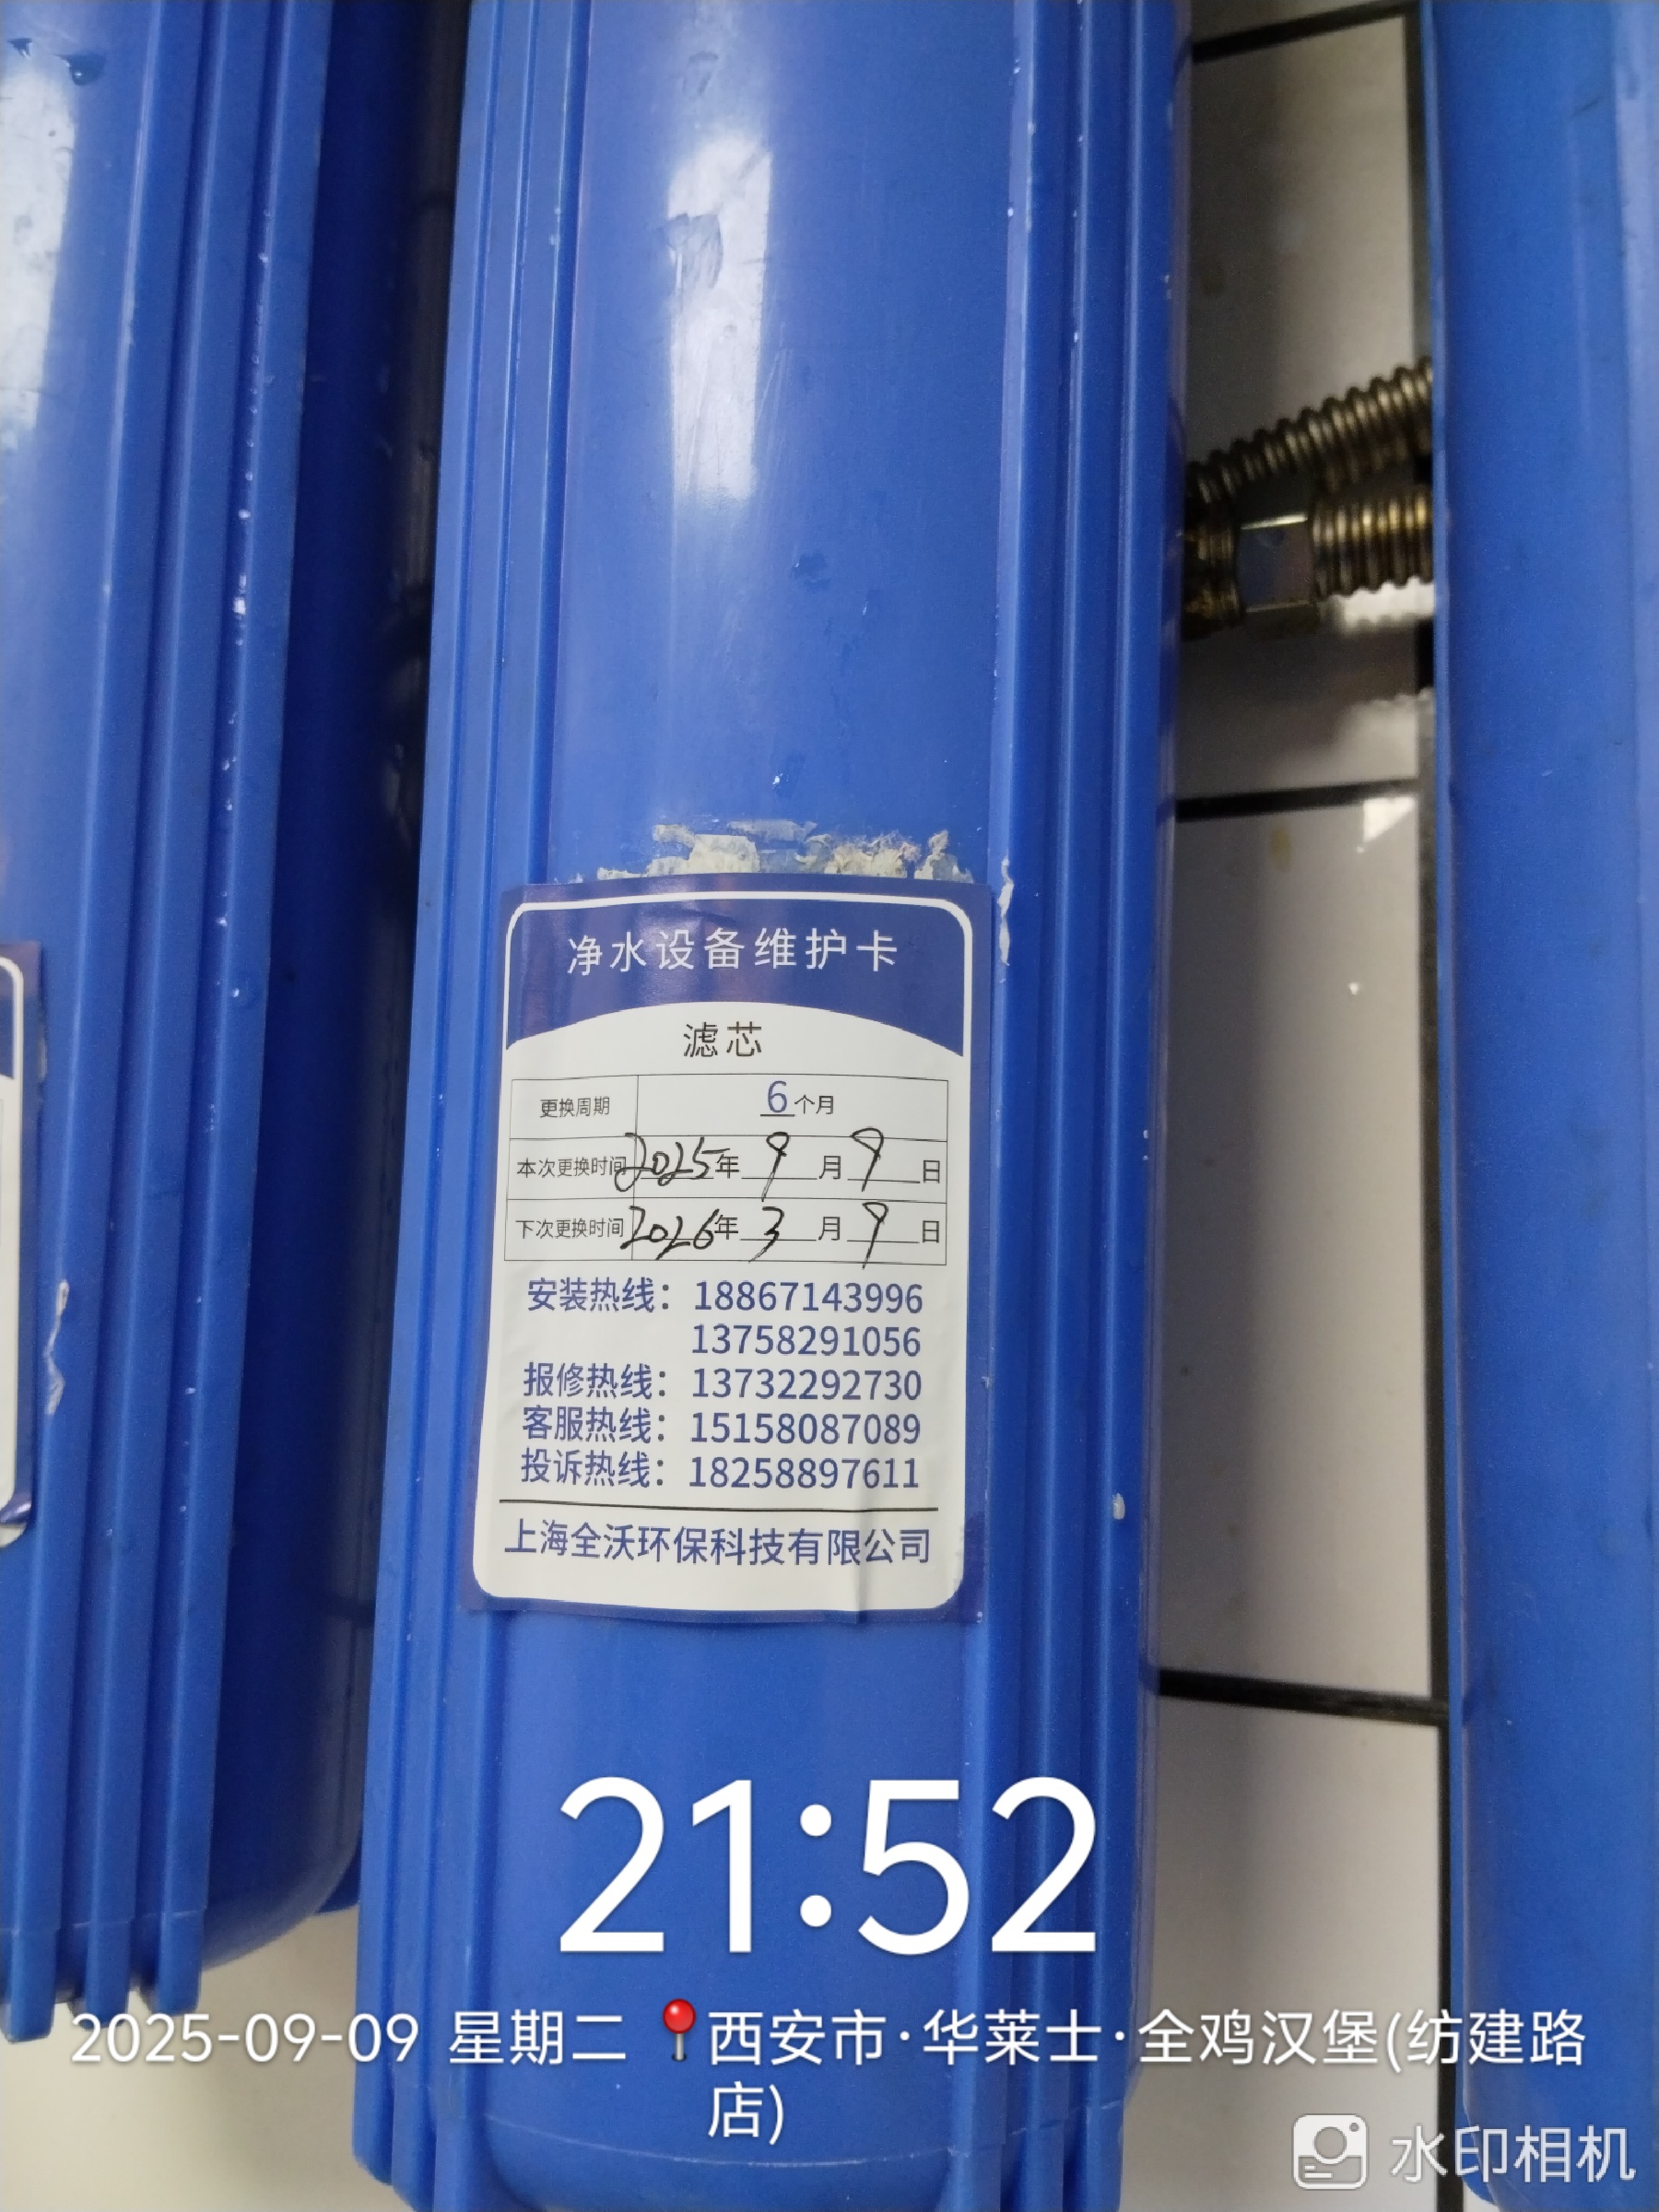 净水设备维护卡
滤芯
更换周期 6个月
本次更换时间 2025年 9 月 9 日
下次更换时间 2026年 3 月 9 日
安装热线：18867143996
13758291056
报修热线：13732292730
客服热线：15158087089
投诉热线：18258897611
上海全沃环保科技有限公司
21:52
2025-09-09 星期二 西安市·华莱士·全鸡汉堡(纺建路
店)
水印相机